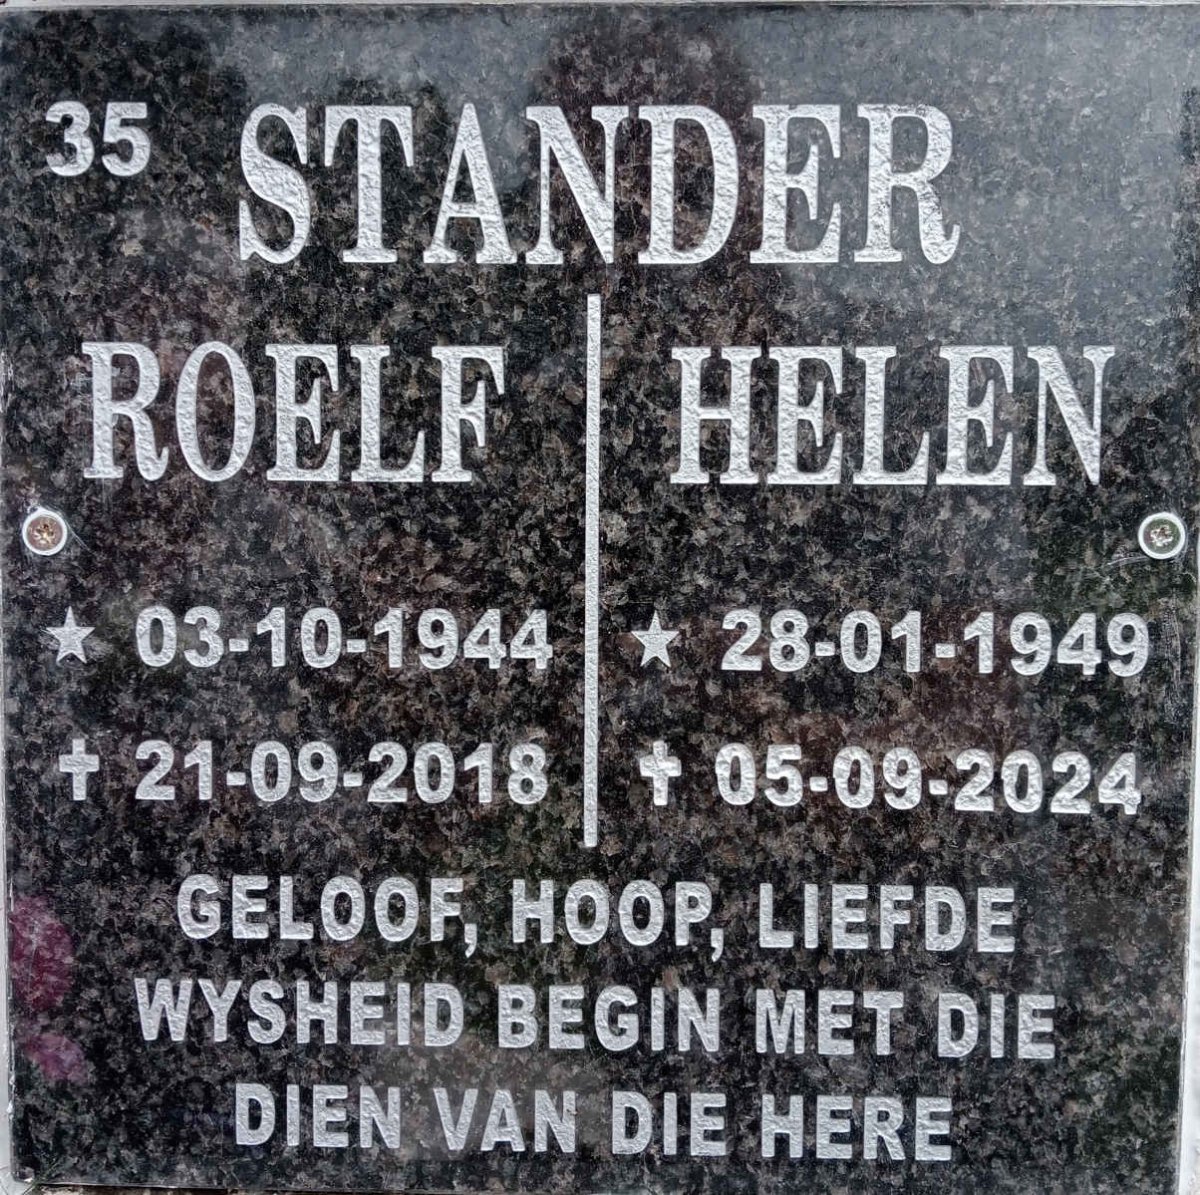 35 STANDER
ROELF HELEN
★ 03-10-1944 ★ 28-01-1949
✝ 21-09-2018 ✝ 05-09-2024
GELOOF, HOOP, LIEFDE
WYSHEID BEGIN MET DIE
DIEN VAN DIE HERE